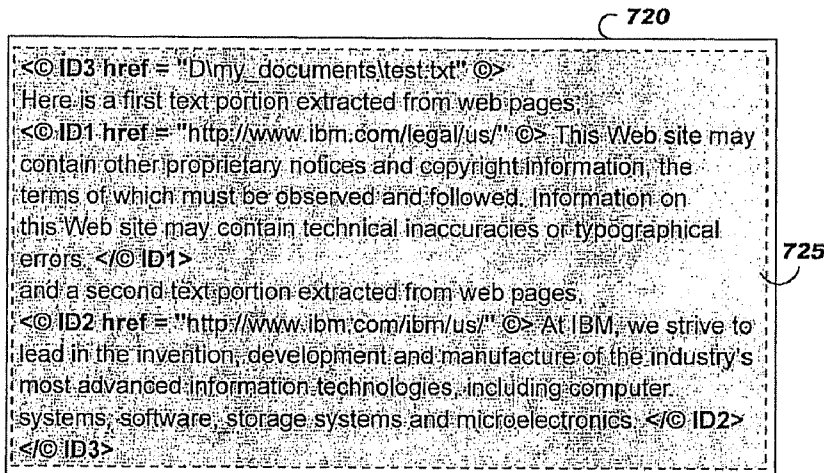 720
<© ID3 href = "D\my_documents\test.txt" ©>
Here is a first text portion extracted from web pages:
<© ID1 href = "http://www.ibm.com/legal/us/" ©> This Web site may
contain other proprietary notices and copyright information, the
terms of which must be observed and followed. Information on
this Web site may contain technical inaccuracies or typographical
errors. </© ID1>
725
and a second text portion extracted from web pages,
<© ID2 href = "http://www.ibm.com/ibm/us/" ©> At IBM, we strive to
lead in the invention, development and manufacture of the industry's
most advanced information technologies, including computer
systems, software, storage systems and microelectronics. </© ID2>
</© ID3>